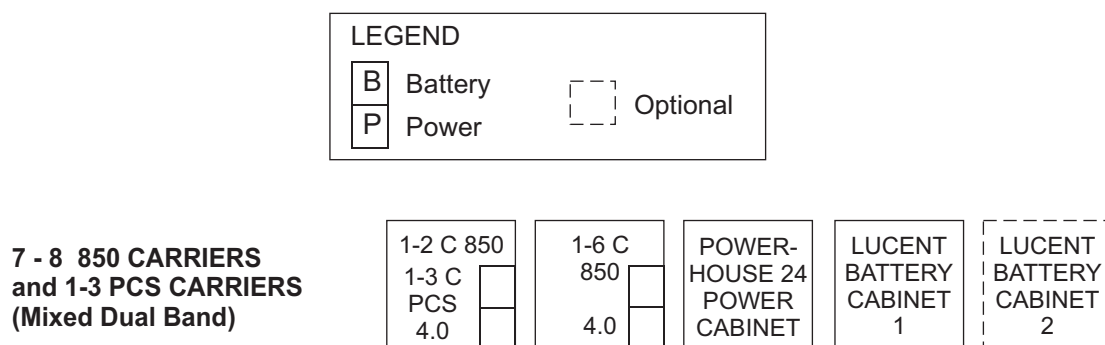 LEGEND
B Battery
P Power
Optional
7 - 8 850 CARRIERS
and 1-3 PCS CARRIERS
(Mixed Dual Band)
1-2 C 850
1-3 C
PCS
4.0
1-6 C
850
4.0
POWER-
HOUSE 24
POWER
CABINET
LUCENT
BATTERY
CABINET
1
LUCENT
BATTERY
CABINET
2